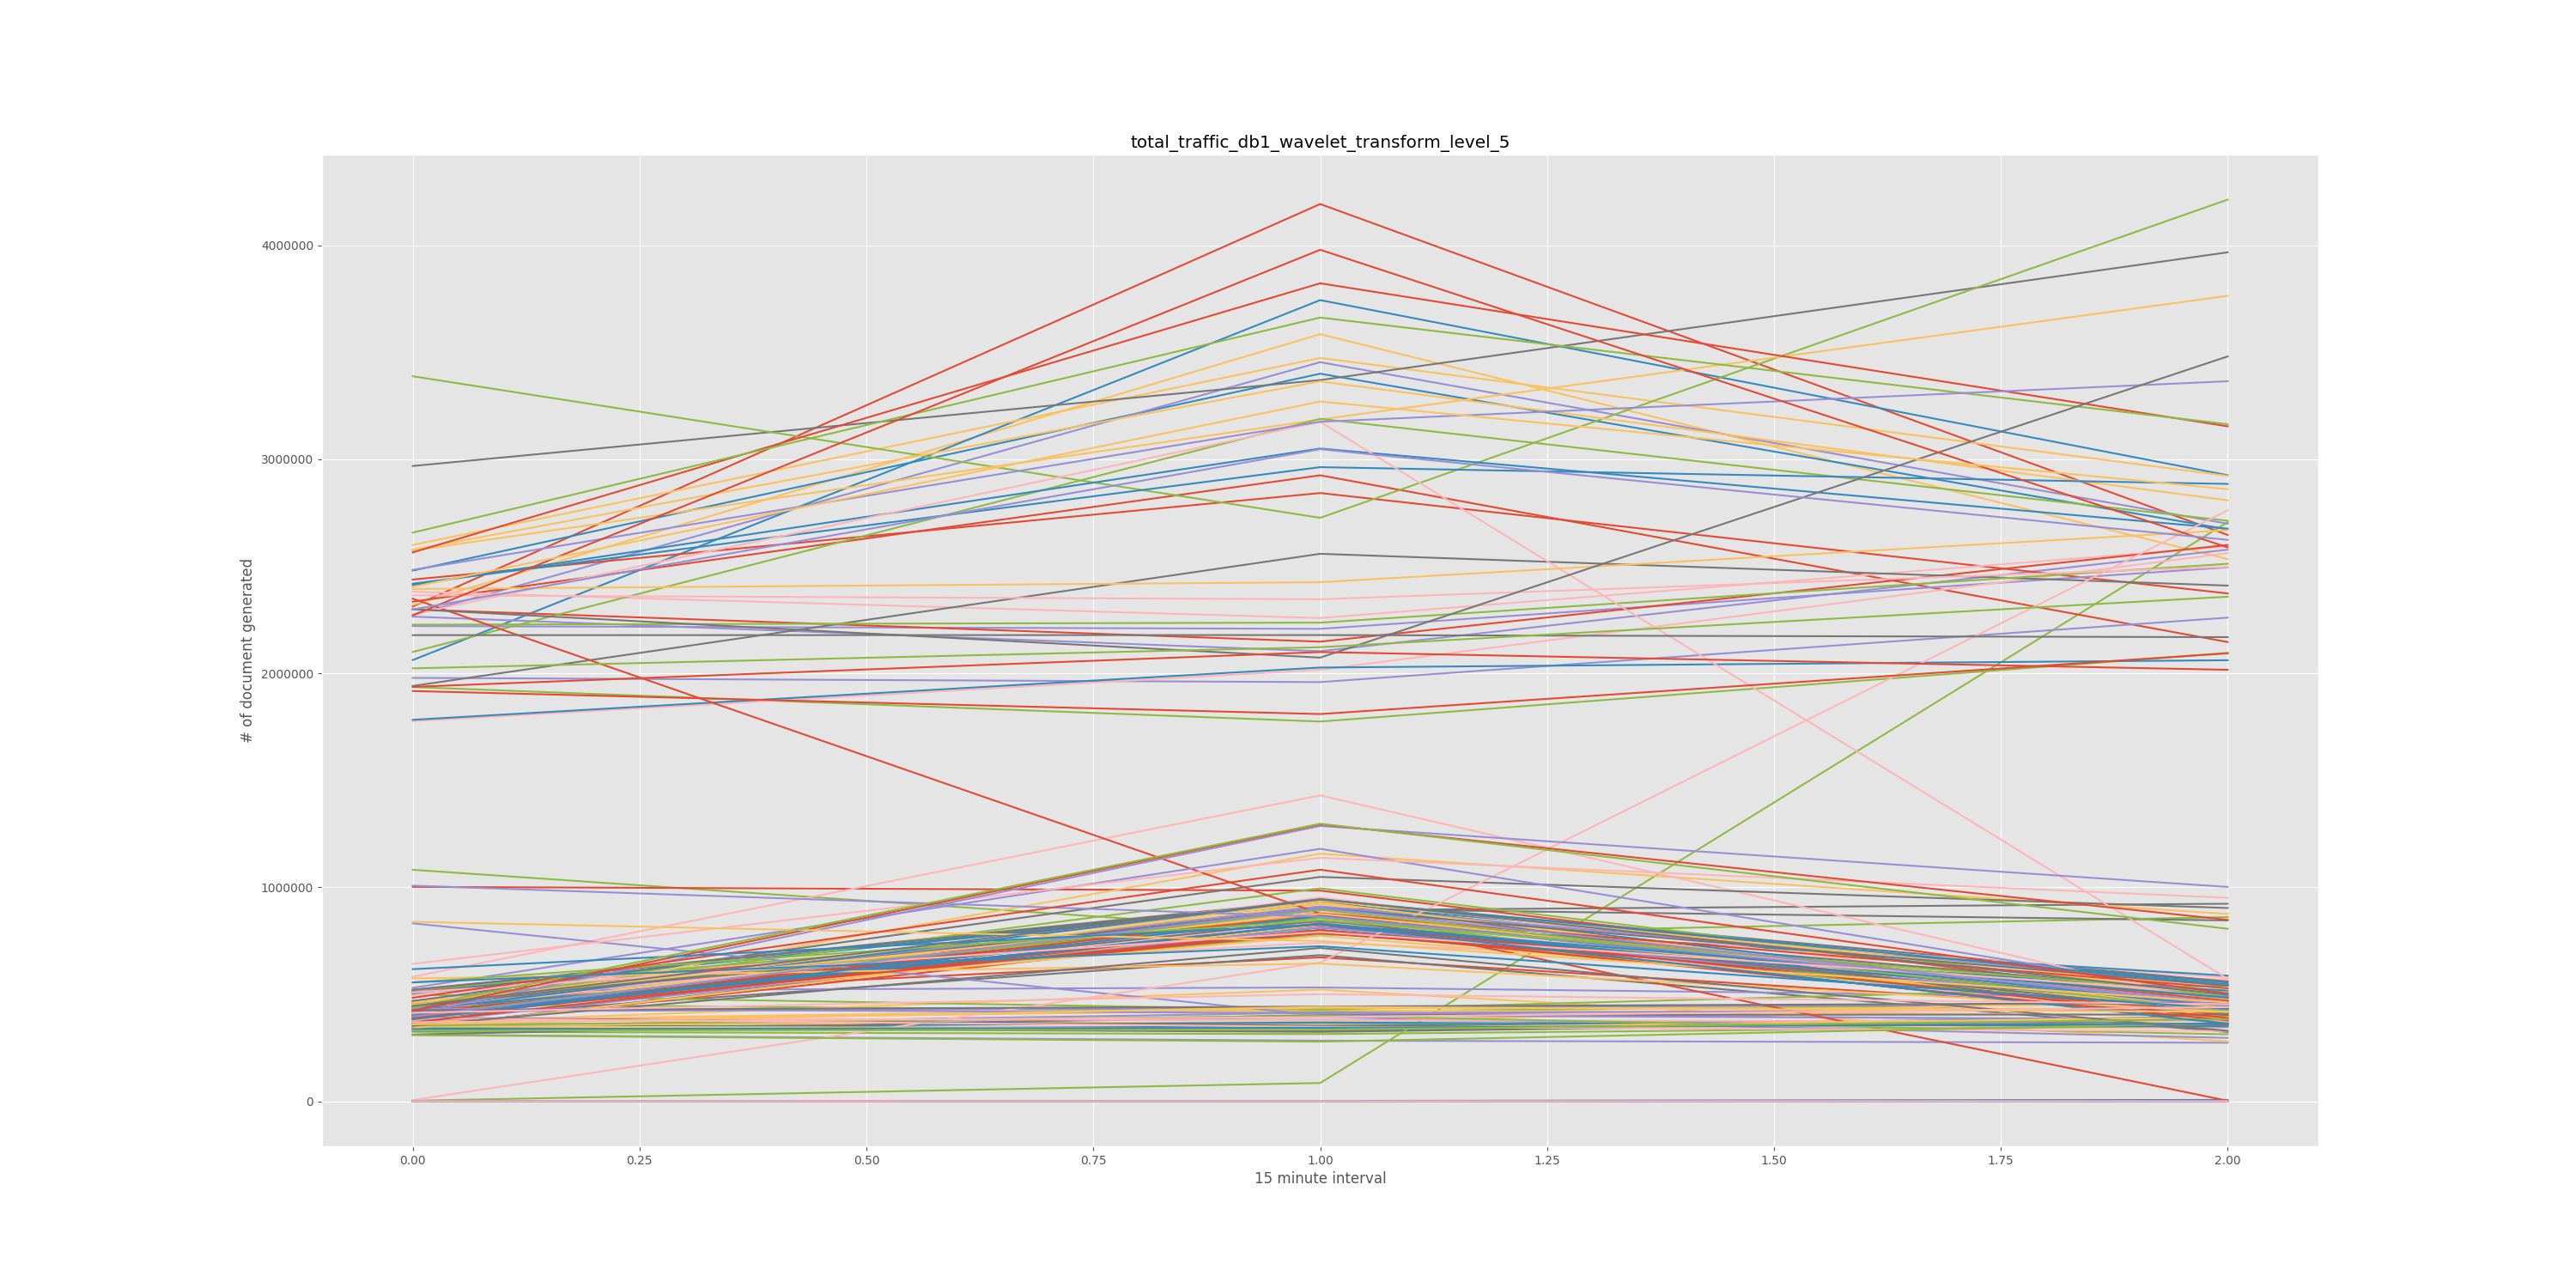 total_traffic_db1_wavelet_transform_level_5
# of document generated
4000000
3000000
2000000
1000000
0
0.00 0.25 0.50 0.75 1.00 1.25 1.50 1.75 2.00
15 minute interval